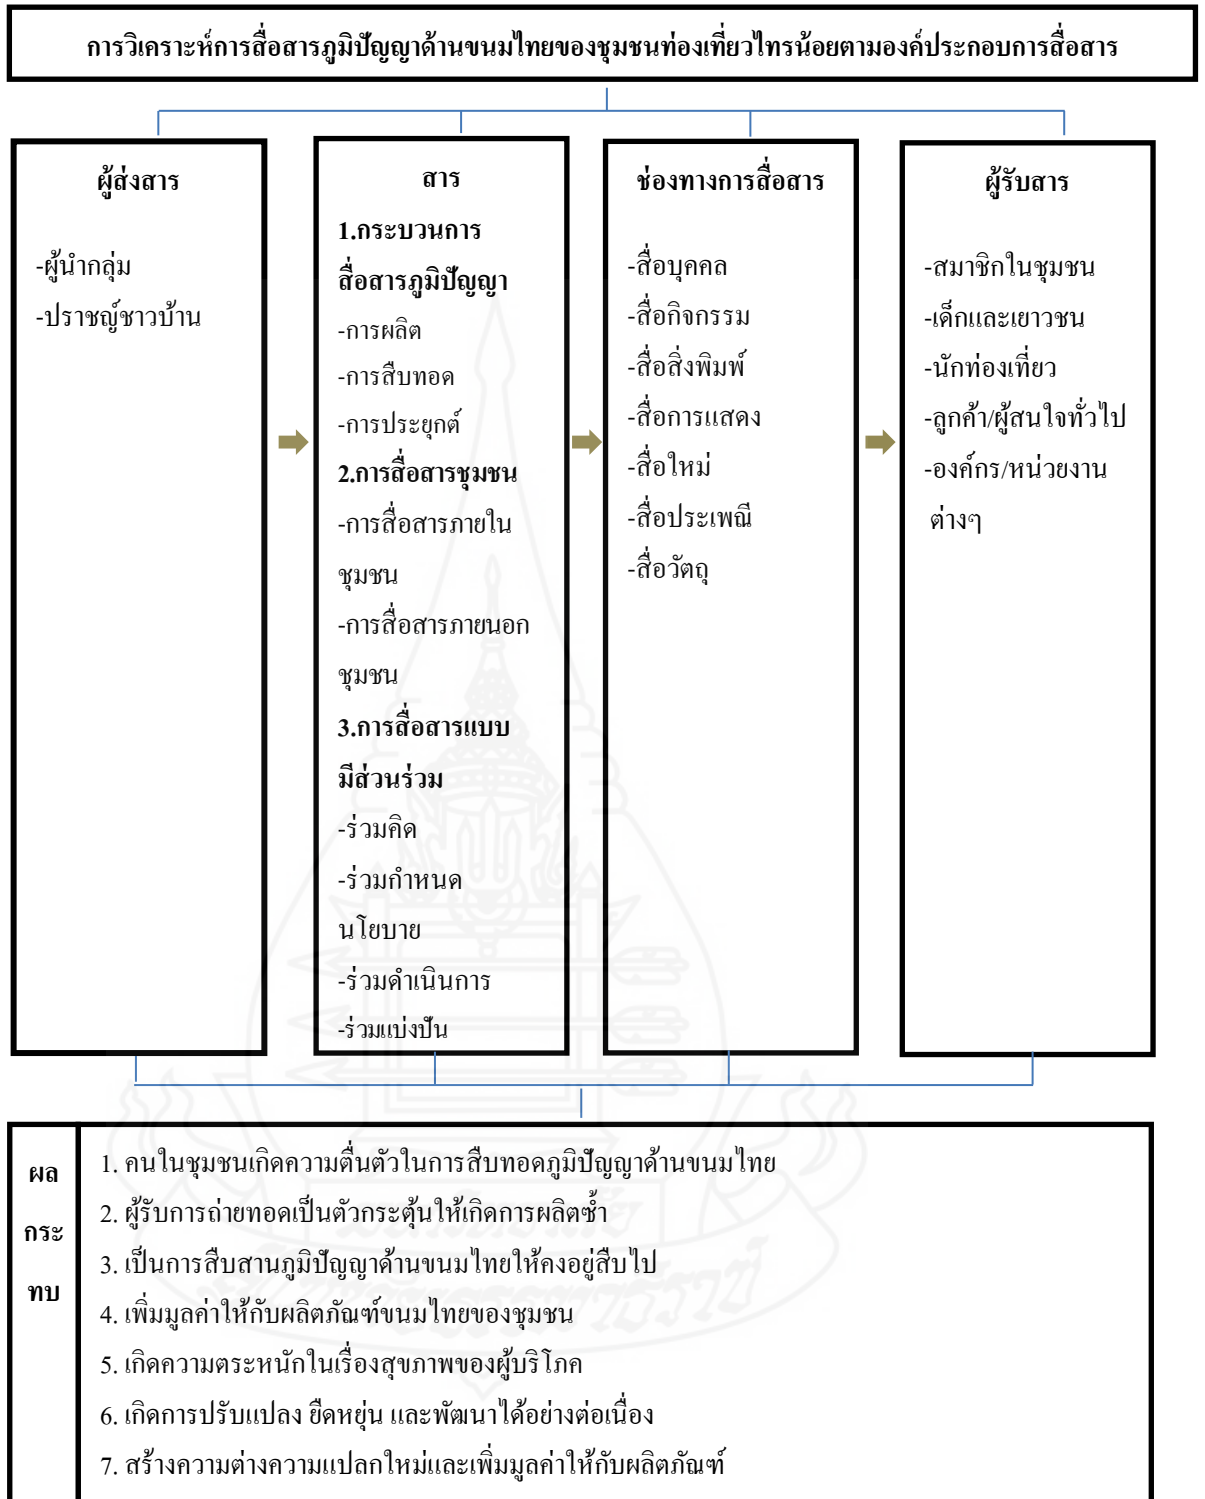 การวิเคราะห์การสื่อสารภูมิปัญญาด้านขนมไทยของชุมชนท่องเที่ยวไทรน้อยตามองค์ประกอบการสื่อสาร
ผู้ส่งสาร
-ผู้นำกลุ่ม
-ปราชญ์ชาวบ้าน
สาร
1.กระบวนการ
สื่อสารภูมิปัญญา
-การผลิต
-การสืบทอด
-การประยุกต์
2.การสื่อสารชุมชน
-การสื่อสารภายใน
ชุมชน
-การสื่อสารภายนอก
ชุมชน
3.การสื่อสารแบบ
มีส่วนร่วม
-ร่วมคิด
-ร่วมกำหนด
นโยบาย
-ร่วมดำเนินการ
-ร่วมแบ่งปัน
ช่องทางการสื่อสาร
-สื่อบุคคล
-สื่อกิจกรรม
-สื่อสิ่งพิมพ์
-สื่อการแสดง
-สื่อใหม่
-สื่อประเพณี
-สื่อวัตถุ
ผู้รับสาร
-สมาชิกในชุมชน
-เด็กและเยาวชน
-นักท่องเที่ยว
-ลูกค้า/ผู้สนใจทั่วไป
-องค์กร/หน่วยงาน
ต่างๆ
ผล
กระ
ทบ
1. คนในชุมชนเกิดความตื่นตัวในการสืบทอดภูมิปัญญาด้านขนมไทย
2. ผู้รับการถ่ายทอดเป็นตัวกระตุ้นให้เกิดการผลิตซ้ำ
3. เป็นการสืบสานภูมิปัญญาด้านขนมไทยให้คงอยู่สืบไป
4. เพิ่มมูลค่าให้กับผลิตภัณฑ์ขนมไทยของชุมชน
5. เกิดความตระหนักในเรื่องสุขภาพของผู้บริโภค
6. เกิดการปรับแปลง ยืดหยุ่น และพัฒนาได้อย่างต่อเนื่อง
7. สร้างความต่างความแปลกใหม่และเพิ่มมูลค่าให้กับผลิตภัณฑ์